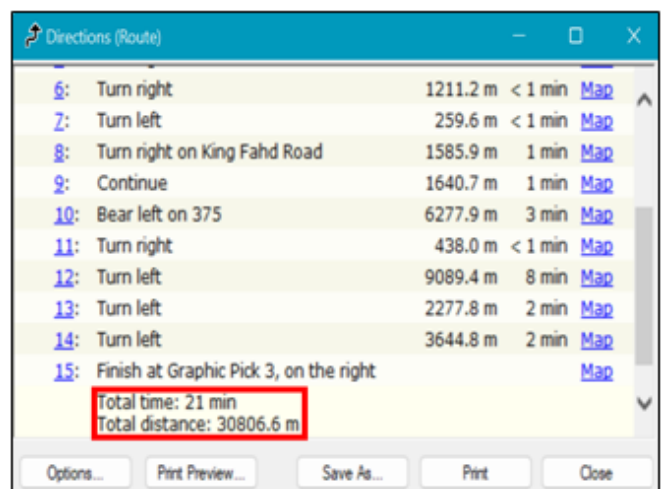 Directions (Route)
6: Turn right 1211.2 m < 1 min Map
7: Turn left 259.6 m < 1 min Map
8: Turn right on King Fahd Road 1585.9 m 1 min Map
9: Continue 1640.7 m 1 min Map
10: Bear left on 375 6277.9 m 3 min Map
11: Turn right 438.0 m < 1 min Map
12: Turn left 9089.4 m 8 min Map
13: Turn left 2277.8 m 2 min Map
14: Turn left 3644.8 m 2 min Map
15: Finish at Graphic Pick 3, on the right Map
Total time: 21 min
Total distance: 30806.6 m
Options... Print Preview... Save As... Print Close